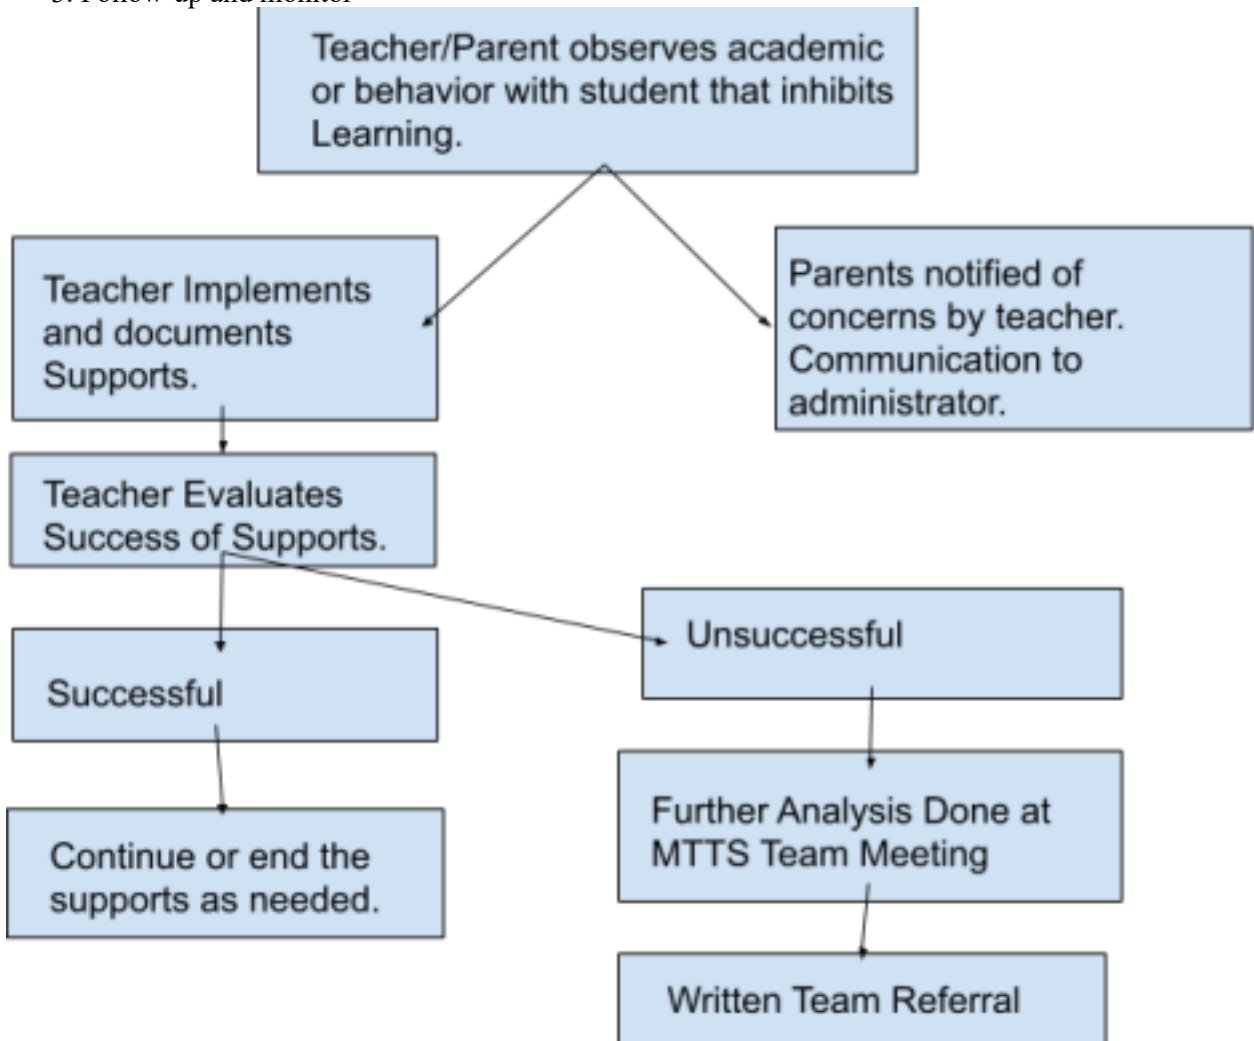 Teacher/Parent observes academic
or behavior with student that inhibits
Learning.
Teacher Implements
and documents
Supports.
Parents notified of
concerns by teacher.
Communication to
administrator.
Teacher Evaluates
Success of Supports.
Unsuccessful
Successful
Further Analysis Done at
MTTS Team Meeting
Continue or end the
supports as needed.
Written Team Referral